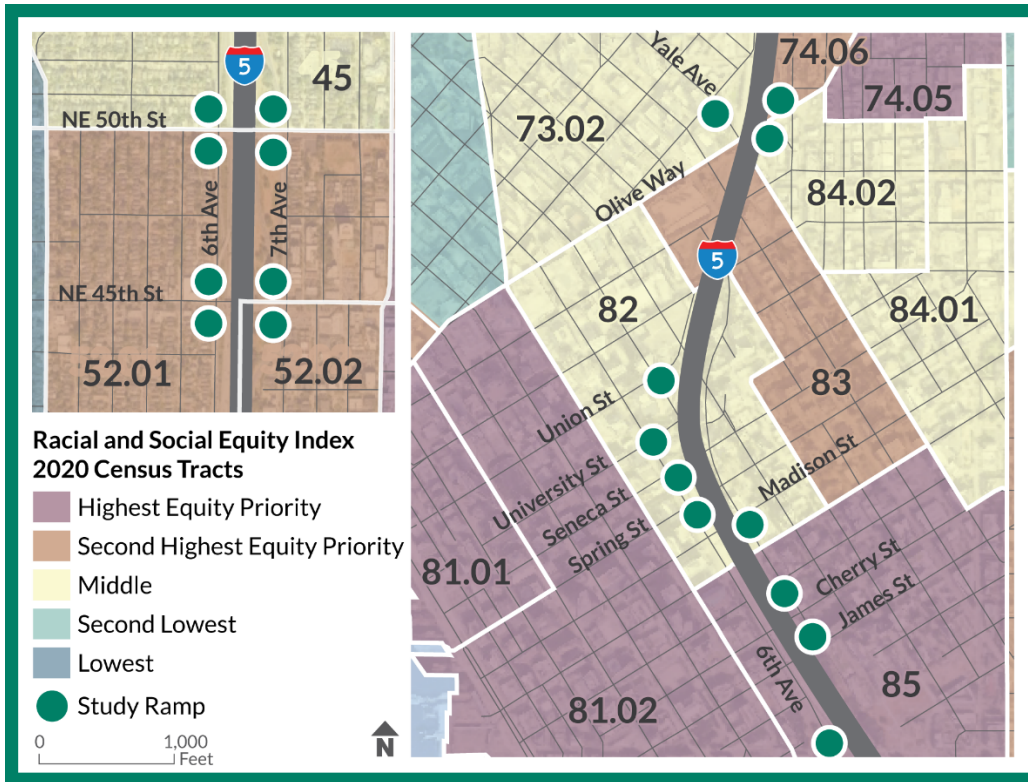 5
45
NE 50th St
6th Ave
7th Ave
NE 45th St
52.01
52.02
Racial and Social Equity Index
2020 Census Tracts
Highest Equity Priority
Second Highest Equity Priority
Middle
Second Lowest
Lowest
Study Ramp
0
1,000
Feet
N
Yale Ave
74.06
74.05
73.02
Olive Way
84.02
5
82
84.01
83
Union St
Madison St
University St
Seneca St
Spring St
81.01
Cherry St
James St
6th Ave
85
81.02